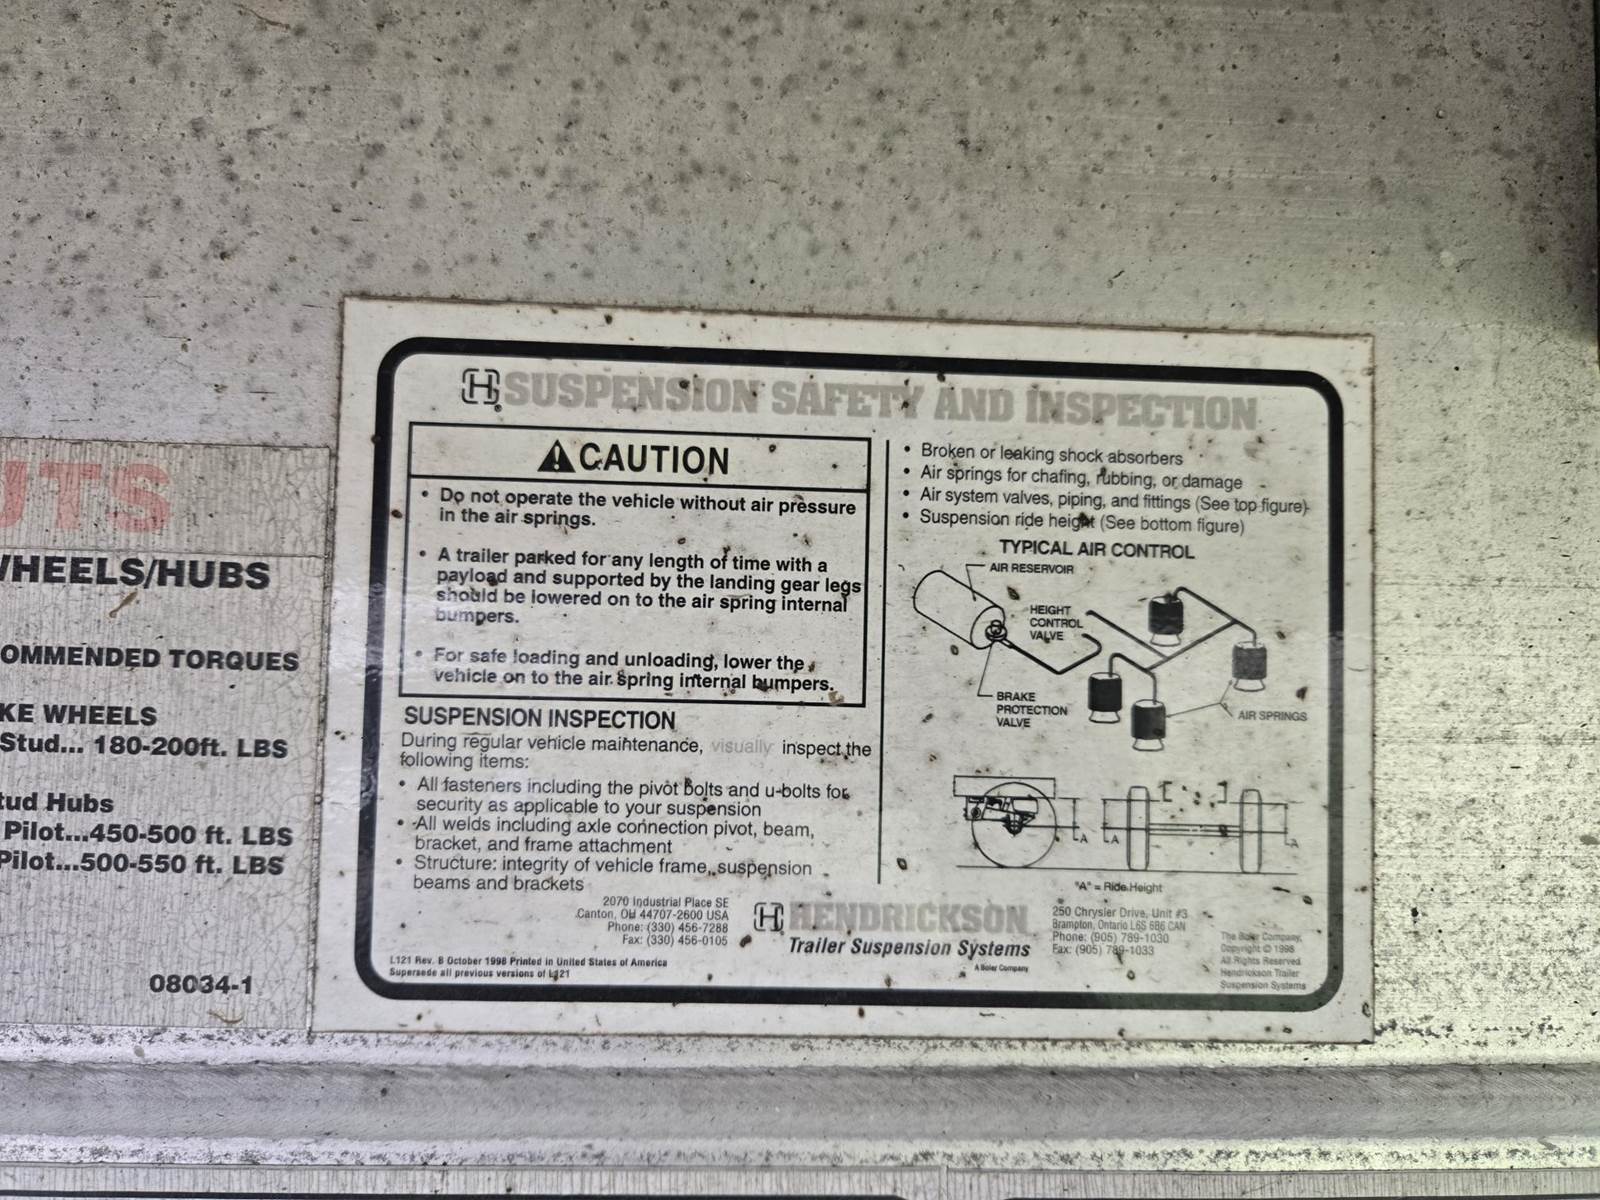 UTS
WHEELS/HUBS
OMMENDED TORQUES
KE WHEELS
Stud... 180-200ft. LBS
tud Hubs
Pilot...450-500 ft. LBS
Pilot...500-550 ft. LBS
08034-1
H SUSPENSION SAFETY AND INSPECTION
CAUTION
• Do not operate the vehicle without air pressure
in the air springs.
• A trailer parked for any length of time with a
payload and supported by the landing gear legs
should be lowered on to the air spring internal
bumpers.
• For safe loading and unloading, lower the
vehicle on to the air spring internal bumpers.
SUSPENSION INSPECTION
During regular vehicle maintenance, visually inspect the
following items:
• All fasteners including the pivot bolts and u-bolts for
security as applicable to your suspension
• All welds including axle connection pivot, beam,
bracket, and frame attachment
• Structure: integrity of vehicle frame, suspension
beams and brackets
• Broken or leaking shock absorbers
• Air springs for chafing, rubbing, or damage
• Air system valves, piping, and fittings (See top figure)
• Suspension ride height (See bottom figure)
TYPICAL AIR CONTROL
AIR RESERVOIR
HEIGHT
CONTROL
VALVE
BRAKE
PROTECTION
VALVE
AIR SPRINGS
A
A
A
"A" = Ride Height
2070 Industrial Place SE
Canton, OH 44707-2600 USA
Phone: (330) 456-7288
Fax: (330) 456-0105
L121 Rev. B October 1998 Printed in United States of America
Supersede all previous versions of L121
H HENDRICKSON
Trailer Suspension Systems
A Boler Company
250 Chrysler Drive, Unit #3
Brampton, Ontario L6S 6B6 CAN
Phone: (905) 789-1030
Fax: (905) 789-1033
The Boler Company,
Copyright © 1998
All Rights Reserved
Hendrickson Trailer
Suspension Systems